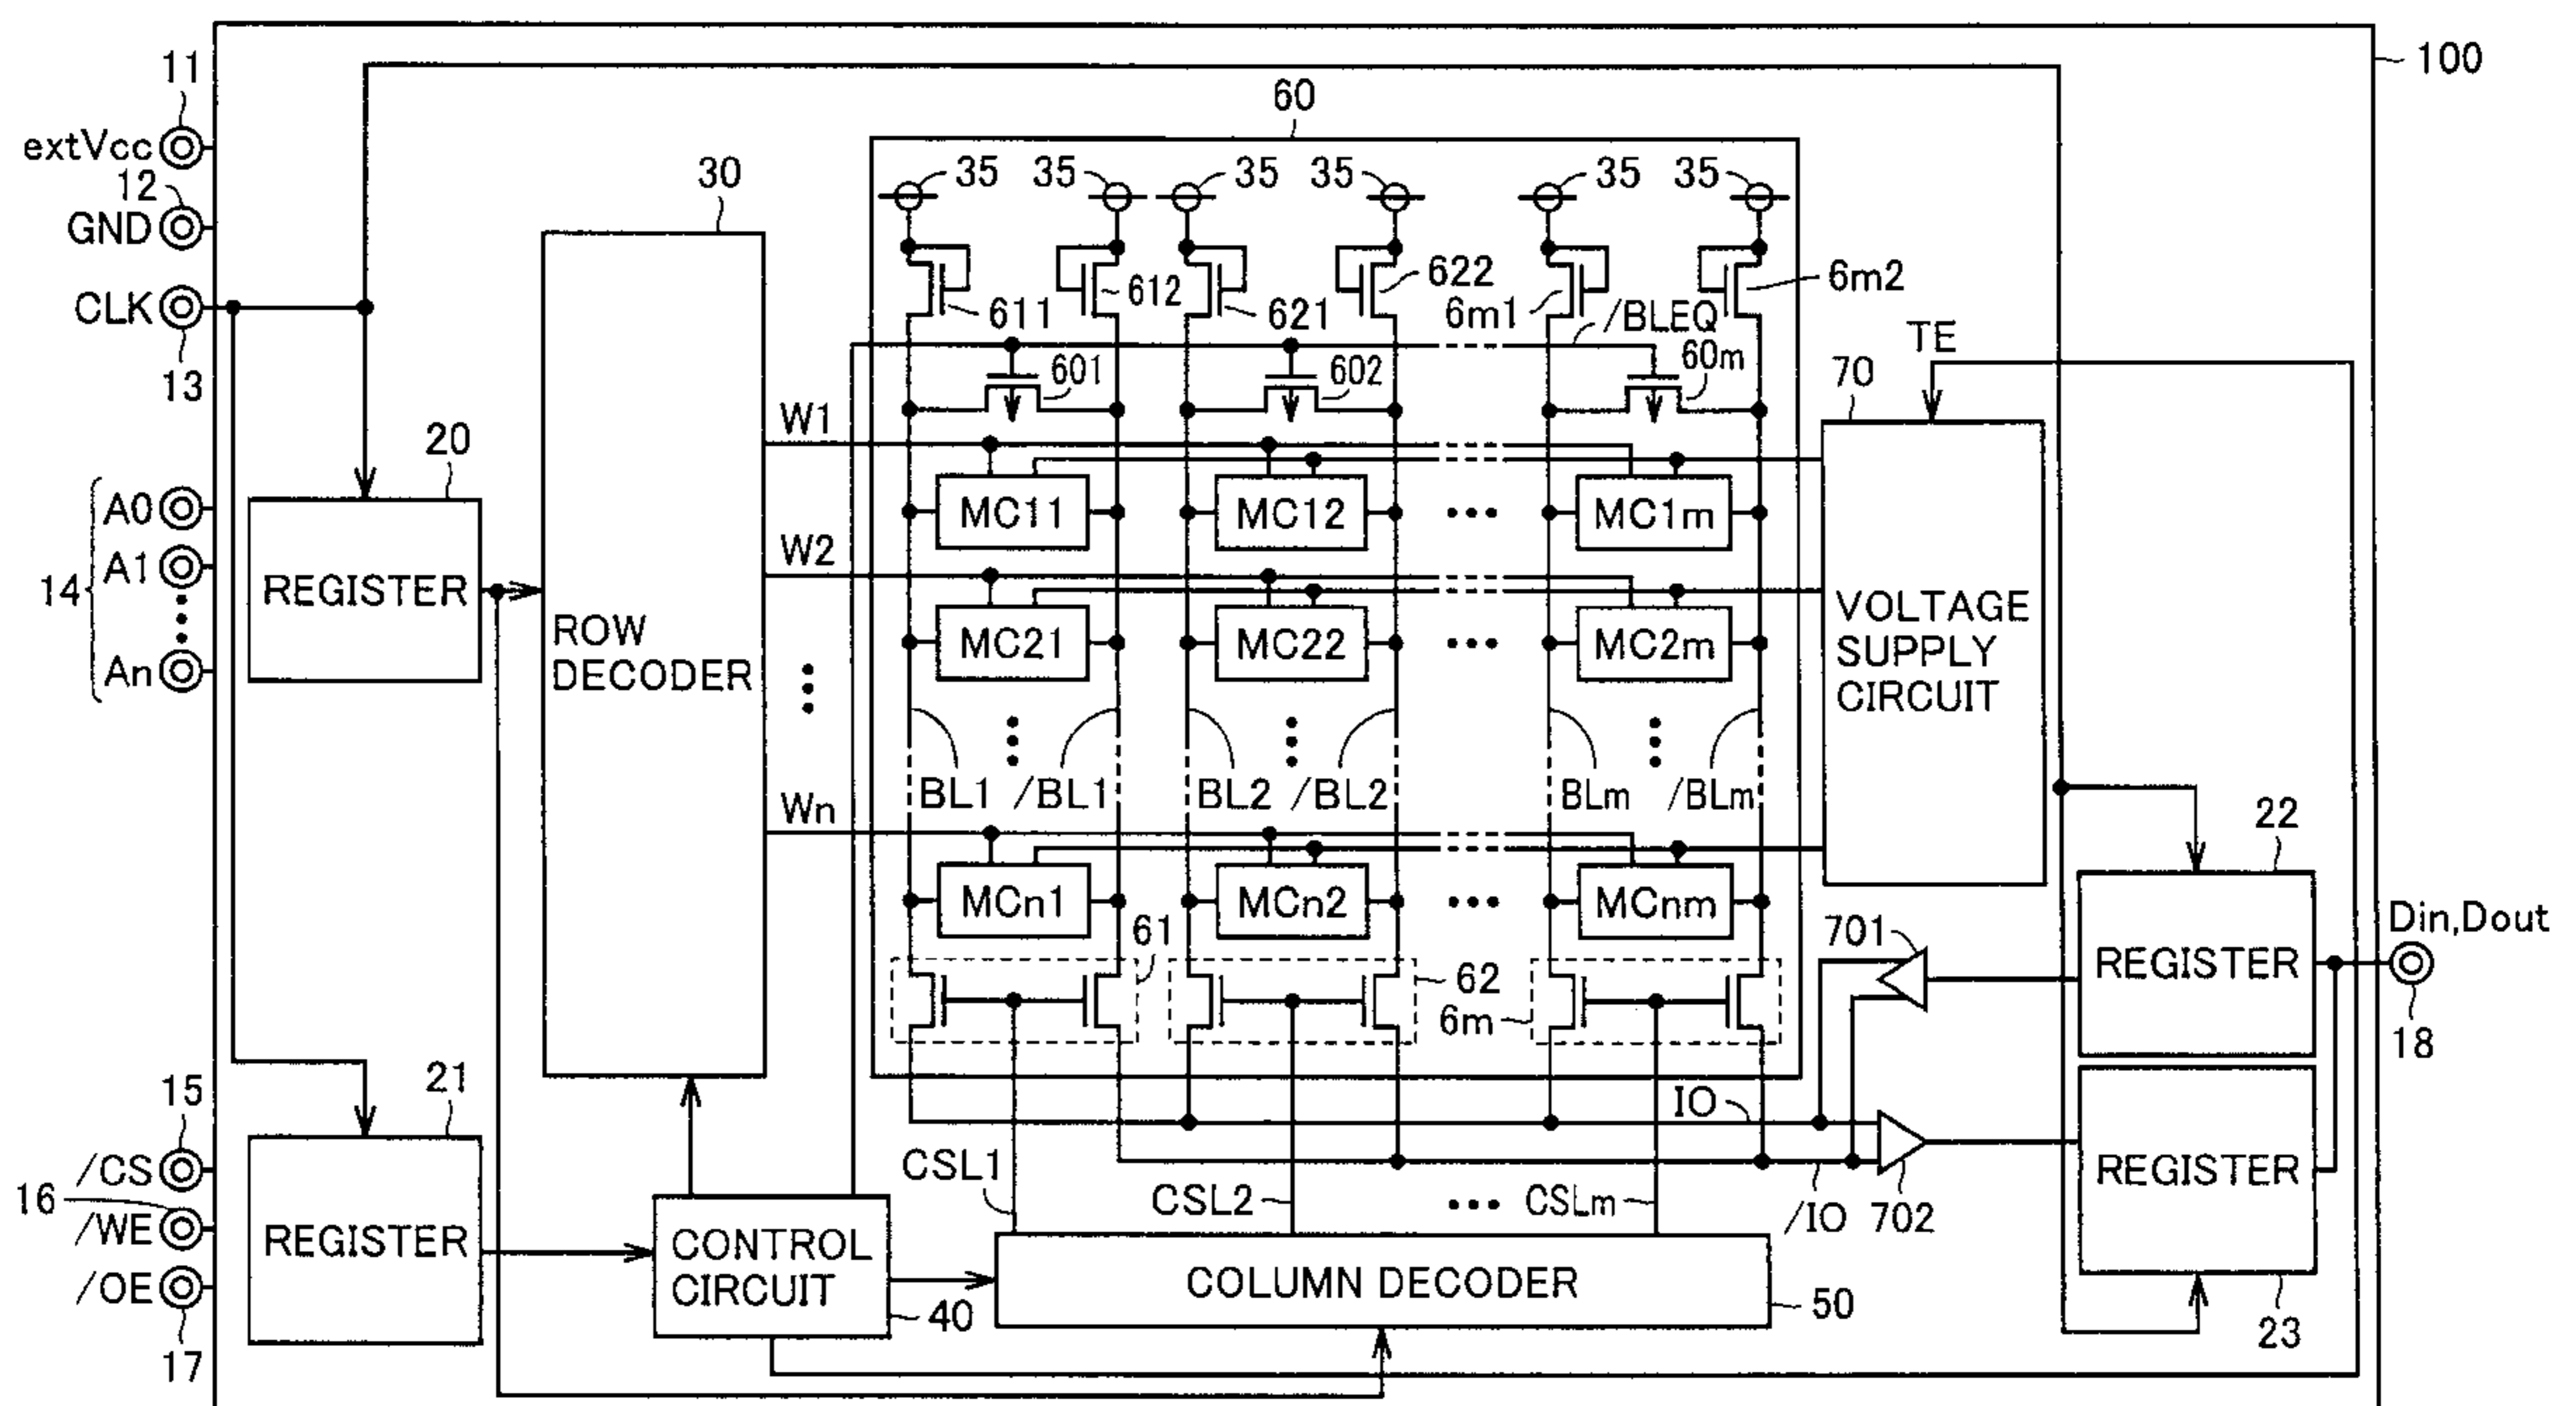 11
100
60
extVcc
12
30
35 35 35 35 35 35
GND
CLK
13
611 612 621 622 6m1 6m2
/BLEQ
601 602 60m
TE
70
20
W1
14
A0
A1
An
REGISTER
MC11 MC12 ••• MC1m
W2
ROW
DECODER
MC21 MC22 ••• MC2m
VOLTAGE
SUPPLY
CIRCUIT
BL1 /BL1 BL2 /BL2 BLm /BLm
Wn
22
MCn1 MCn2 ••• MCnm
61
62
6m
701
REGISTER
Din,Dout
18
15
21
/CS
16
/WE
/OE
17
REGISTER
CSL1
CSL2
••• CSLm
IO
/IO 702
REGISTER
CONTROL
CIRCUIT
40
COLUMN DECODER
50
23